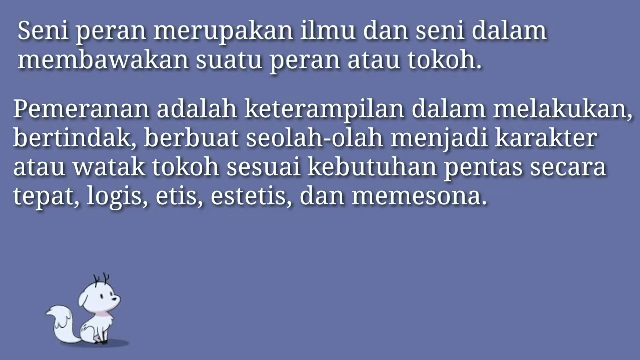 Seni peran merupakan ilmu dan seni dalam
membawakan suatu peran atau tokoh.
Pemeranan adalah keterampilan dalam melakukan,
bertindak, berbuat seolah-olah menjadi karakter
atau watak tokoh sesuai kebutuhan pentas secara
tepat, logis, etis, estetis, dan memesona.